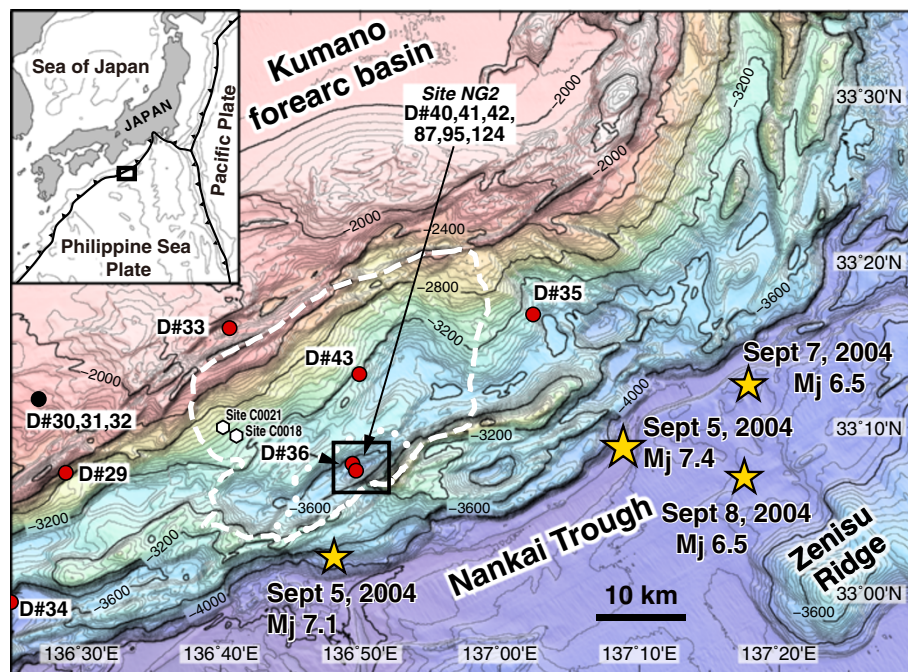 Sea of Japan
JAPAN
Pacific Plate
Philippine Sea
Plate
Kumano
forearc basin
Site NG2
D#40,41,42,
87,95,124
-2000
-3200
33°30'N
-2000
-2000
-2400
33°20'N
-2800
D#35
-3600
D#33
-3200
Sept 7, 2004
Mj 6.5
D#43
-4000
-2000
D#30,31,32
Site C0021
Site C0018
-3200
Sept 5, 2004
Mj 7.4
33°10'N
D#36
D#29
Sept 8, 2004
Mj 6.5
-3600
-3600
-3200
Nankai Trough
Zenisu
Ridge
-3200
-4000
Sept 5, 2004
Mj 7.1
10 km
33°00'N
D#34
-3600
136°30'E
136°40'E
136°50'E
137°00'E
137°10'E
137°20'E